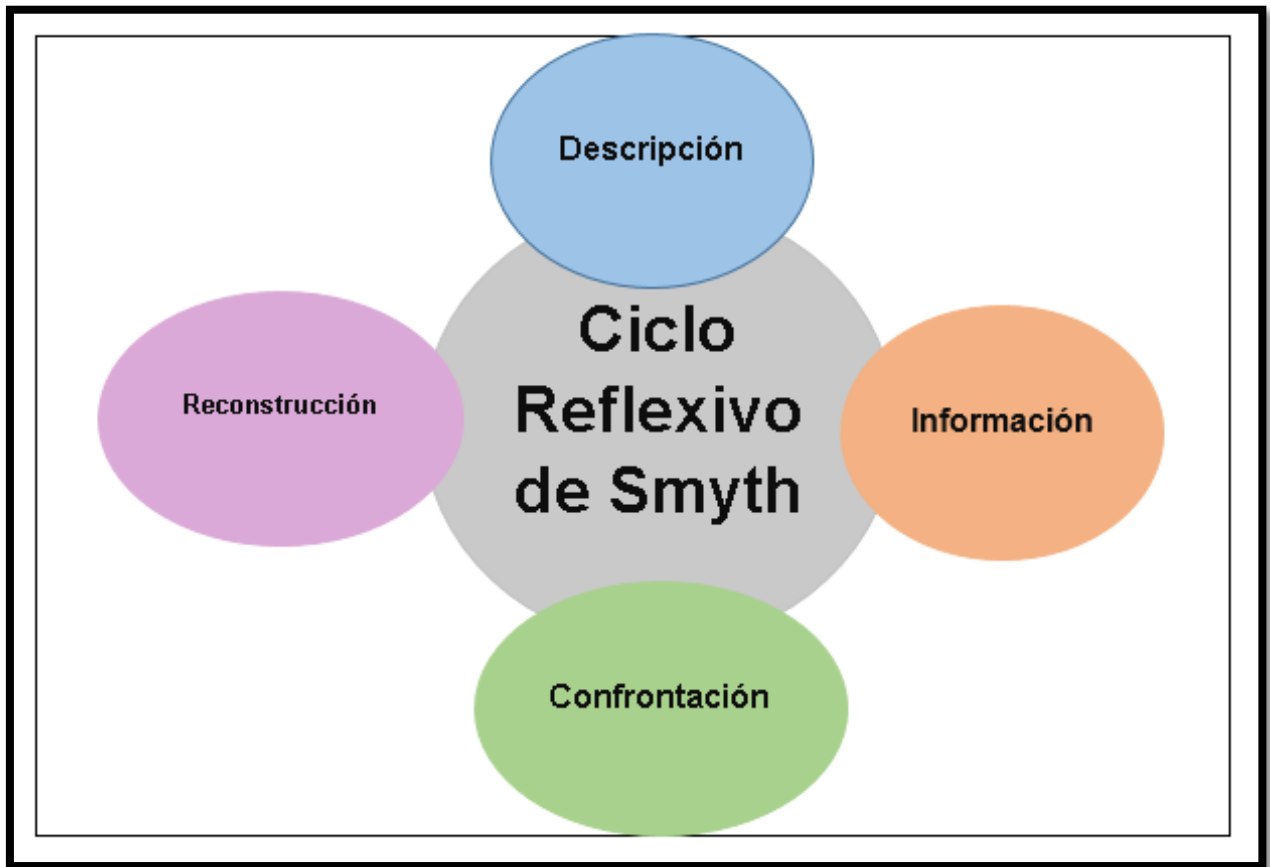 Descripción
Ciclo
Reflexivo
de Smyth
Reconstrucción
Información
Confrontación